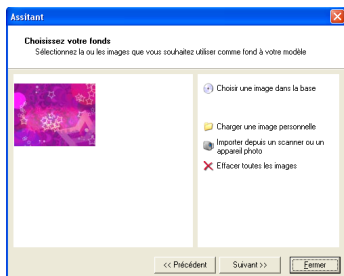 Assitant
Choisissez votre fonds
Sélectionnez la ou les images que vous souhaitez utiliser comme fond à votre modèle
Choisir une image dans la base
Charger une image personnelle
Importer depuis un scanner ou un
appareil photo
Effacer toutes les images
<< Précédent
Suivant >>
Fermer